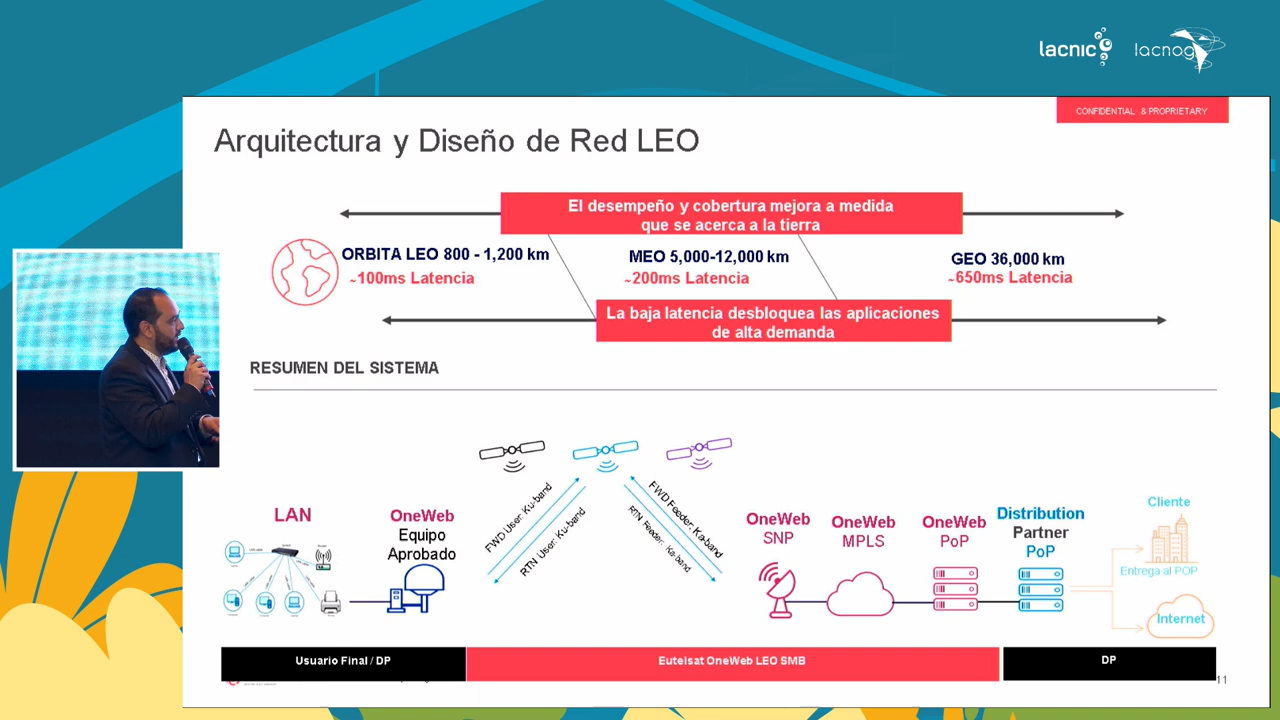 lacnic
lacnog
CONFIDENTIAL & PROPRIETARY
Arquitectura y Diseño de Red LEO
El desempeño y cobertura mejora a medida
que se acerca a la tierra
ORBITA LEO 800 - 1,200 km
~100ms Latencia
MEO 5,000-12,000 km
~200ms Latencia
GEO 36,000 km
~650ms Latencia
La baja latencia desbloquea las aplicaciones
de alta demanda
RESUMEN DEL SISTEMA
LAN
OneWeb
Equipo
Aprobado
FWD User: Ku-band
RTN User: Ku-band
FWD Feeder: Ka-band
RTN Feeder: Ka-band
OneWeb
SNP
OneWeb
MPLS
OneWeb
PoP
Distribution
Partner
PoP
Cliente
Entrega al POP
Internet
Usuario Final / DP
Eutelsat OneWeb LEO SMB
DP
11